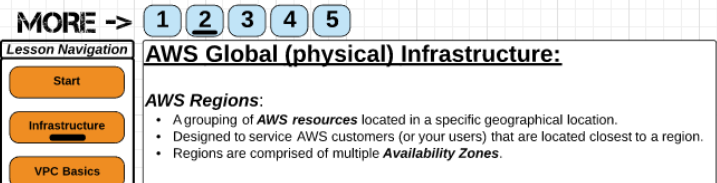 MORE -> 1 2 3 4 5
Lesson Navigation
Start
Infrastructure
VPC Basics
AWS Global (physical) Infrastructure:
AWS Regions:
• A grouping of AWS resources located in a specific geographical location.
• Designed to service AWS customers (or your users) that are located closest to a region.
• Regions are comprised of multiple Availability Zones.